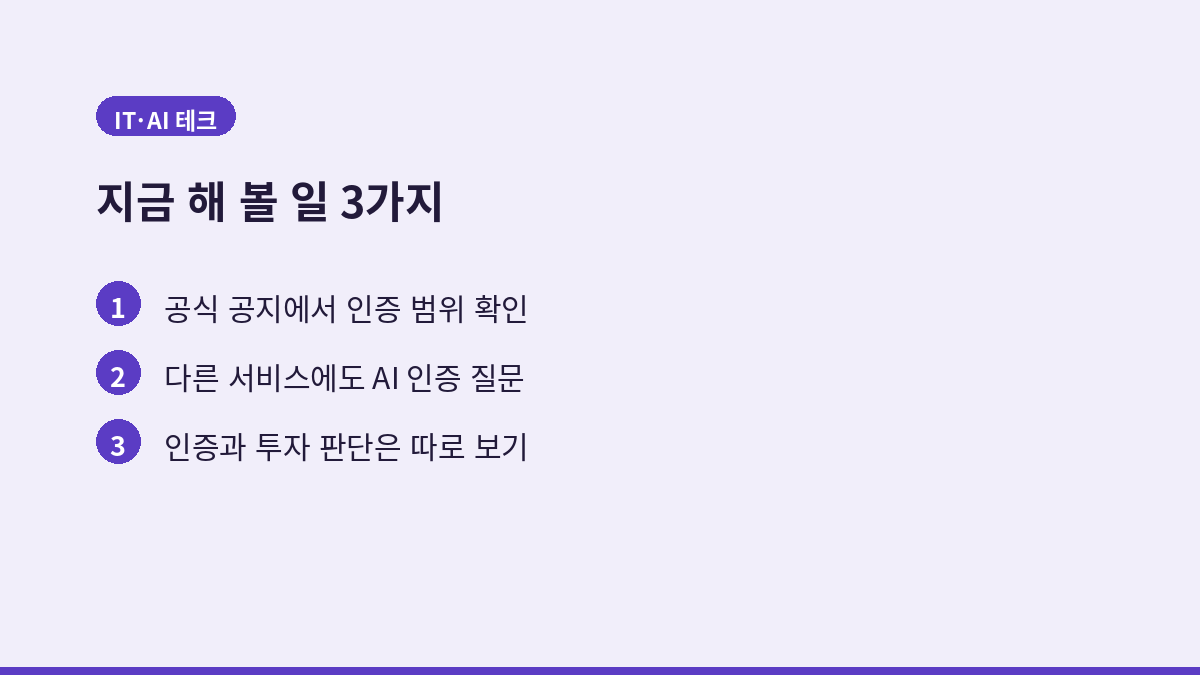 IT·AI 테크
지금 해 볼 일 3가지
1 공식 공지에서 인증 범위 확인
2 다른 서비스에도 AI 인증 질문
3 인증과 투자 판단은 따로 보기